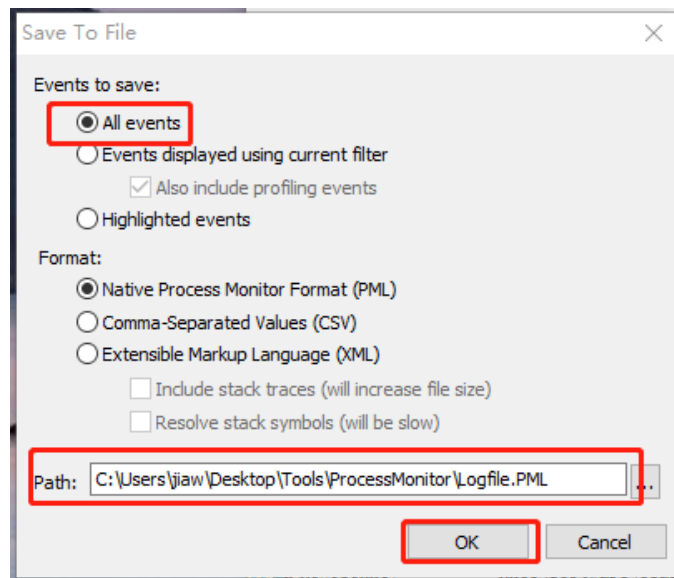 Save To File
Events to save:
All events
Events displayed using current filter
Also include profiling events
Highlighted events
Format:
Native Process Monitor Format (PML)
Comma-Separated Values (CSV)
Extensible Markup Language (XML)
Include stack traces (will increase file size)
Resolve stack symbols (will be slow)
Path: C:\Users\jiaw\Desktop\Tools\ProcessMonitor\Logfile.PML ...
OK Cancel